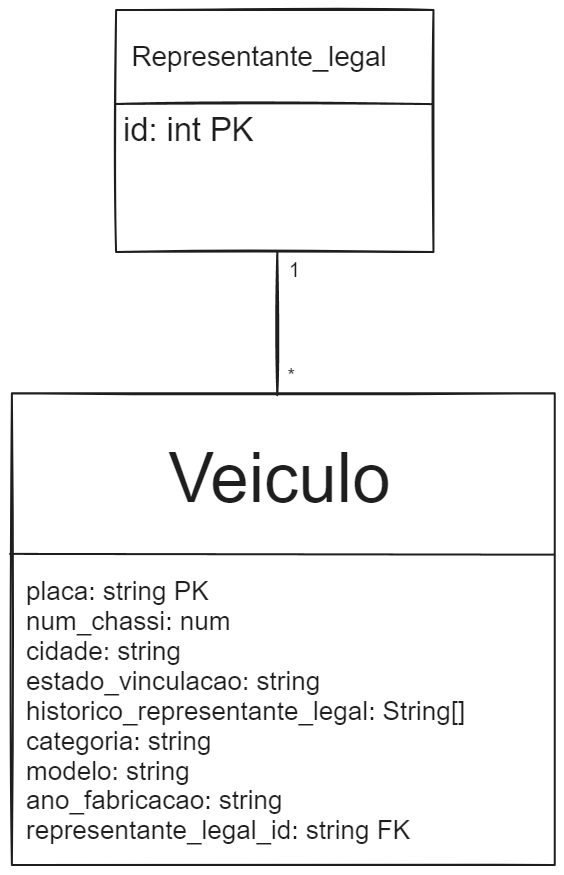 Representante_legal
id: int PK
1
*
Veiculo
placa: string PK
num_chassi: num
cidade: string
estado_vinculacao: string
historico_representante_legal: String[]
categoria: string
modelo: string
ano_fabricacao: string
representante_legal_id: string FK